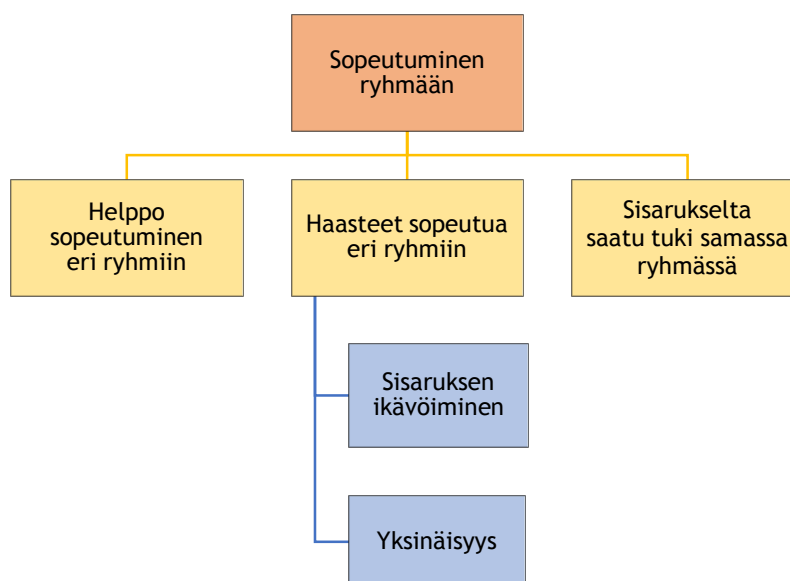 Sopeutuminen
ryhmään
Helppo
sopeutuminen
eri ryhmiin
Haasteet sopeutua
eri ryhmiin
Sisarukselta
saatu tuki samassa
ryhmässä
Sisaruksen
ikävöiminen
Yksinäisyys